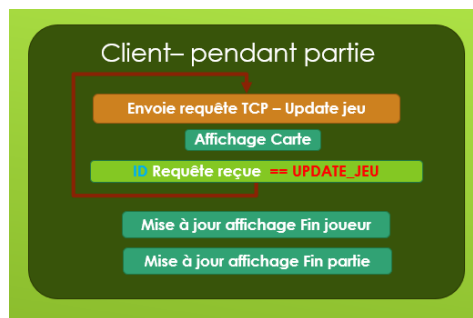 Client– pendant partie
Envoie requête TCP – Update jeu
Affichage Carte
ID Requête reçue == UPDATE_JEU
Mise à jour affichage Fin joueur
Mise à jour affichage Fin partie